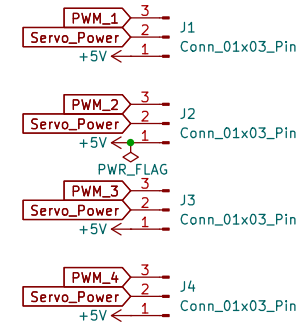 PWM_1 3
Servo_Power 2 J1
+5V 1 Conn_01x03_Pin
PWM_2 3
Servo_Power 2 J2
+5V 1 Conn_01x03_Pin
PWR_FLAG
PWM_3 3
Servo_Power 2 J3
+5V 1 Conn_01x03_Pin
PWM_4 3
Servo_Power 2 J4
+5V 1 Conn_01x03_Pin